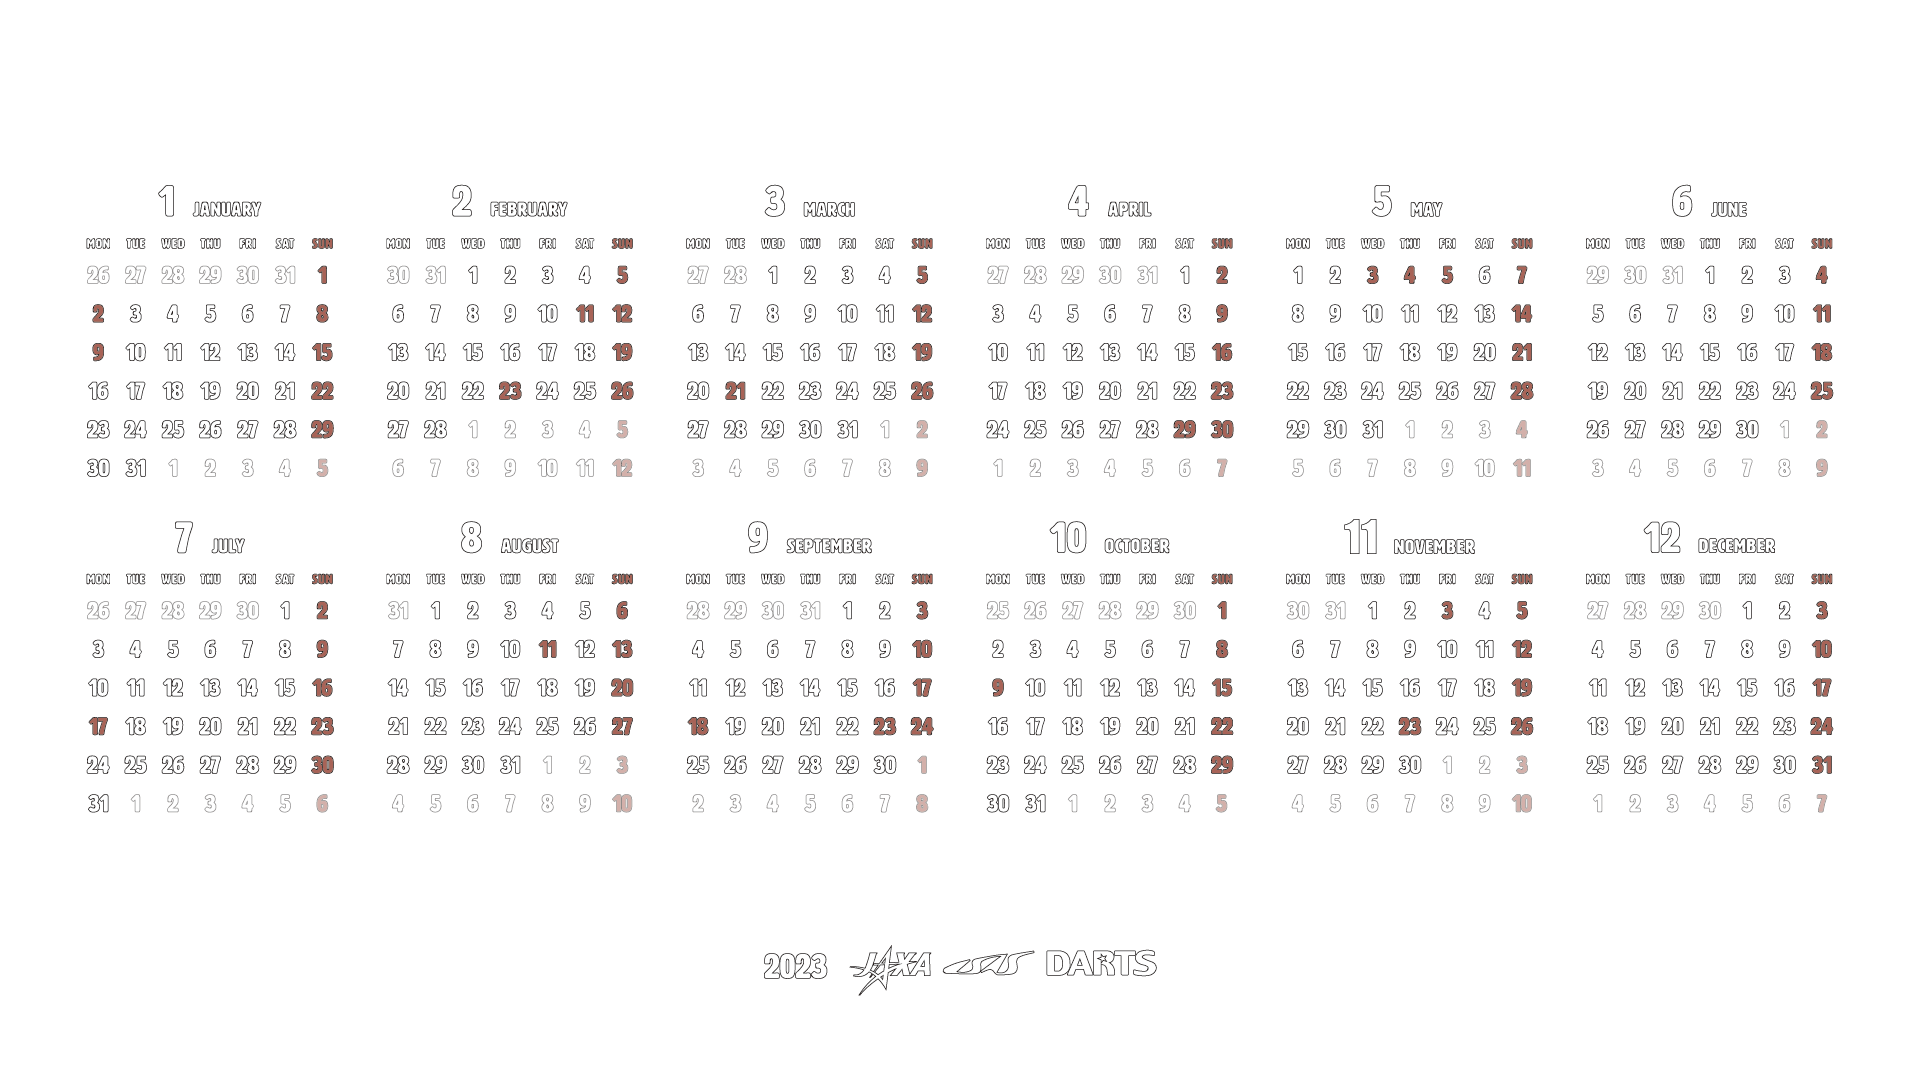 1 JANUARY
MON TUE WED THU FRI SAT SUN
26 27 28 29 30 31 1
2 3 4 5 6 7 8
9 10 11 12 13 14 15
16 17 18 19 20 21 22
23 24 25 26 27 28 29
30 31 1 2 3 4 5
2 FEBRUARY
MON TUE WED THU FRI SAT SUN
30 31 1 2 3 4 5
6 7 8 9 10 11 12
13 14 15 16 17 18 19
20 21 22 23 24 25 26
27 28 1 2 3 4 5
6 7 8 9 10 11 12
3 MARCH
MON TUE WED THU FRI SAT SUN
27 28 1 2 3 4 5
6 7 8 9 10 11 12
13 14 15 16 17 18 19
20 21 22 23 24 25 26
27 28 29 30 31 1 2
3 4 5 6 7 8 9
4 APRIL
MON TUE WED THU FRI SAT SUN
27 28 29 30 31 1 2
3 4 5 6 7 8 9
10 11 12 13 14 15 16
17 18 19 20 21 22 23
24 25 26 27 28 29 30
1 2 3 4 5 6 7
5 MAY
MON TUE WED THU FRI SAT SUN
1 2 3 4 5 6 7
8 9 10 11 12 13 14
15 16 17 18 19 20 21
22 23 24 25 26 27 28
29 30 31 1 2 3 4
5 6 7 8 9 10 11
6 JUNE
MON TUE WED THU FRI SAT SUN
29 30 31 1 2 3 4
5 6 7 8 9 10 11
12 13 14 15 16 17 18
19 20 21 22 23 24 25
26 27 28 29 30 1 2
3 4 5 6 7 8 9
7 JULY
MON TUE WED THU FRI SAT SUN
26 27 28 29 30 1 2
3 4 5 6 7 8 9
10 11 12 13 14 15 16
17 18 19 20 21 22 23
24 25 26 27 28 29 30
31 1 2 3 4 5 6
8 AUGUST
MON TUE WED THU FRI SAT SUN
31 1 2 3 4 5 6
7 8 9 10 11 12 13
14 15 16 17 18 19 20
21 22 23 24 25 26 27
28 29 30 31 1 2 3
4 5 6 7 8 9 10
9 SEPTEMBER
MON TUE WED THU FRI SAT SUN
28 29 30 31 1 2 3
4 5 6 7 8 9 10
11 12 13 14 15 16 17
18 19 20 21 22 23 24
25 26 27 28 29 30 1
2 3 4 5 6 7 8
10 OCTOBER
MON TUE WED THU FRI SAT SUN
25 26 27 28 29 30 1
2 3 4 5 6 7 8
9 10 11 12 13 14 15
16 17 18 19 20 21 22
23 24 25 26 27 28 29
30 31 1 2 3 4 5
11 NOVEMBER
MON TUE WED THU FRI SAT SUN
30 31 1 2 3 4 5
6 7 8 9 10 11 12
13 14 15 16 17 18 19
20 21 22 23 24 25 26
27 28 29 30 1 2 3
4 5 6 7 8 9 10
12 DECEMBER
MON TUE WED THU FRI SAT SUN
27 28 29 30 1 2 3
4 5 6 7 8 9 10
11 12 13 14 15 16 17
18 19 20 21 22 23 24
25 26 27 28 29 30 31
1 2 3 4 5 6 7
2023 JAXA ISAS DARTS